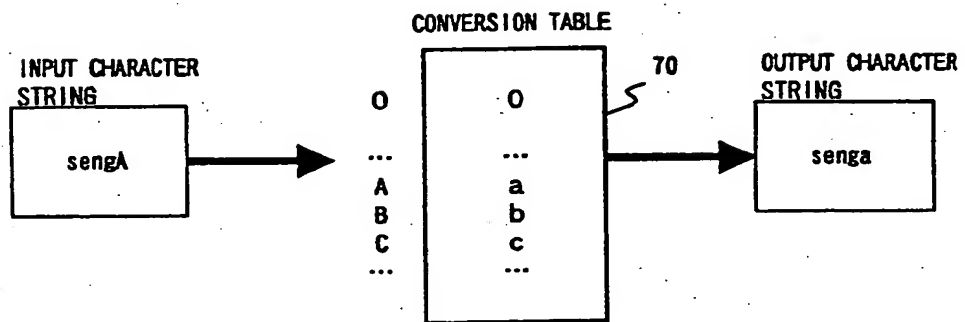 CONVERSION TABLE
INPUT CHARACTER
STRING
sengA
O O
... ...
A a
B b
C c
... ...
70
OUTPUT CHARACTER
STRING
senga